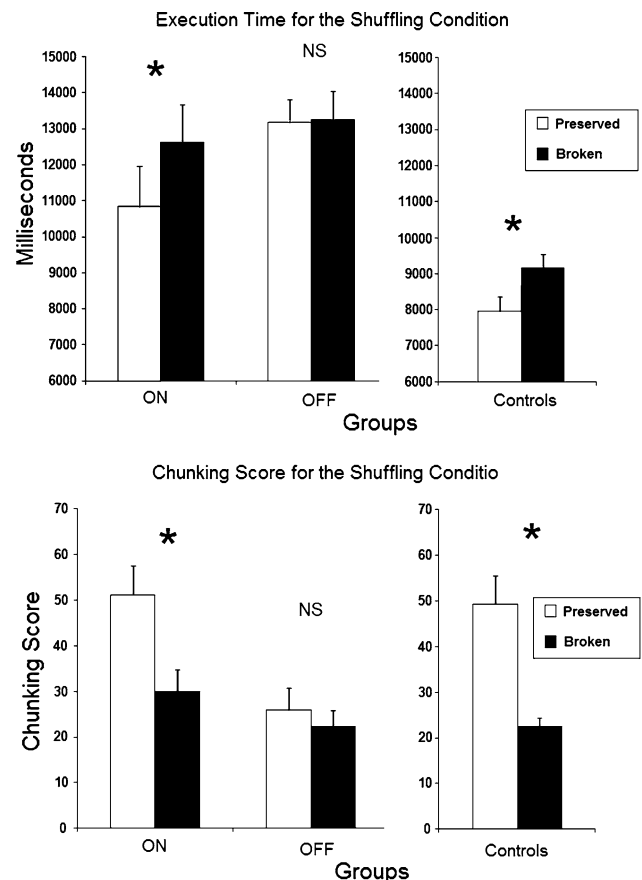 Execution Time for the Shuffling Condition
NS
*
*
Milliseconds
15000
14000
13000
12000
11000
10000
9000
8000
7000
6000
15000
14000
13000
12000
11000
10000
9000
8000
7000
6000
Preserved
Broken
ON
OFF
Controls
Groups
Chunking Score for the Shuffling Conditio
*
*
NS
Chunking Score
70
60
50
40
30
20
10
0
70
60
50
40
30
20
10
0
Preserved
Broken
ON
OFF
Controls
Groups